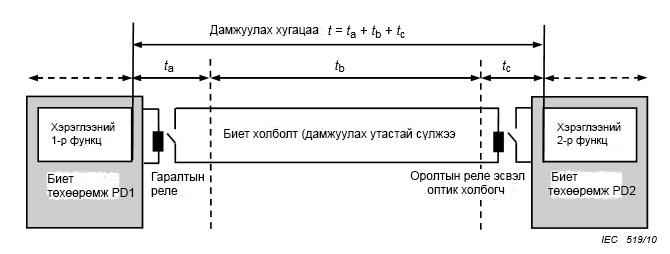 Дамжуулах хугацаа t = ta + tb + tc
ta
tb
tc
Хэрэглээний
1-р функц
Биет
төхөөрөмж PD1
Гаралтын
реле
Биет холболт (дамжуулах утастай сүлжээ
Оролтын реле эсвэл
оптик холбогч
Хэрэглээний
2-р функц
Биет
төхөөрөмж PD2
IEC 519/10